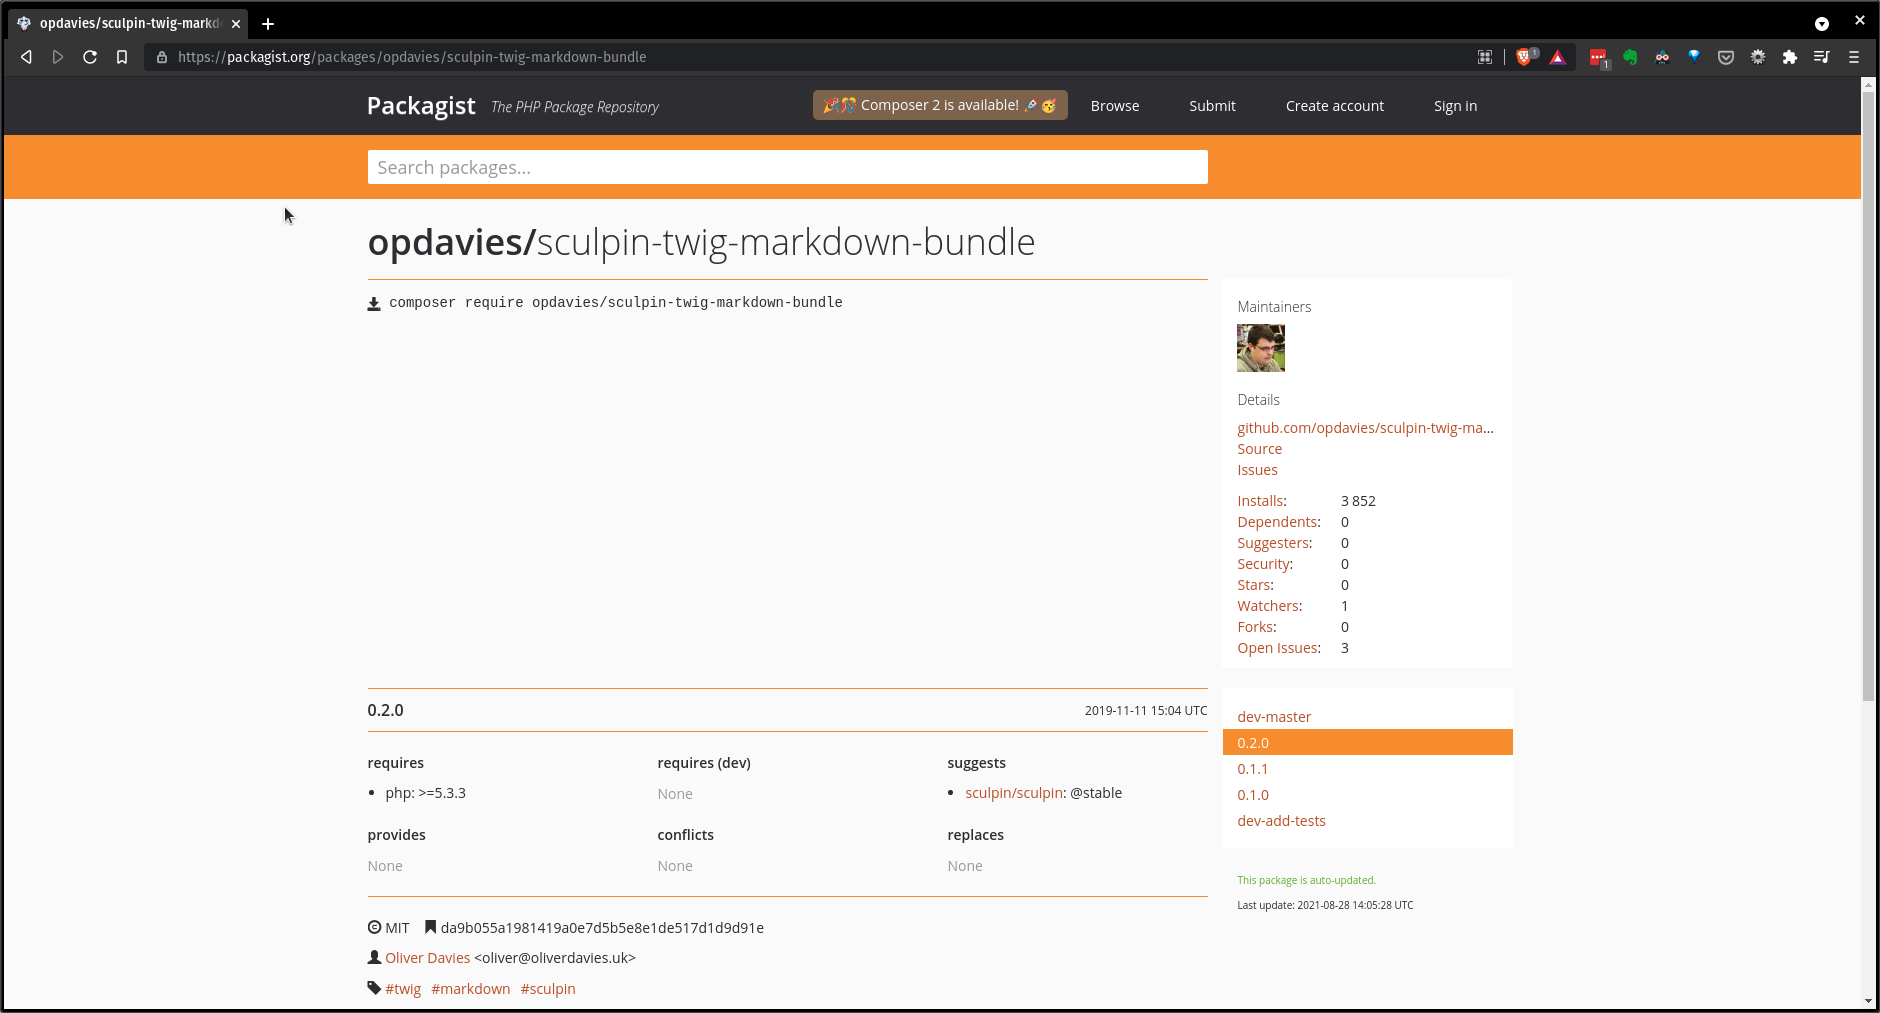 opdavies/sculpin-twig-markd
https://packagist.org/packages/opdavies/sculpin-twig-markdown-bundle
1
1
Packagist The PHP Package Repository
Composer 2 is available!
Browse Submit Create account Sign in
Search packages...
opdavies/sculpin-twig-markdown-bundle
composer require opdavies/sculpin-twig-markdown-bundle
Maintainers
Details
github.com/opdavies/sculpin-twig-ma...
Source
Issues
Installs: 3 852
Dependents: 0
Suggesters: 0
Security: 0
Stars: 0
Watchers: 1
Forks: 0
Open Issues: 3
0.2.0 2019-11-11 15:04 UTC
requires requires (dev) suggests
php: >=5.3.3 None sculpin/sculpin: @stable
provides conflicts replaces
None None None
MIT da9b055a1981419a0e7d5b5e8e1de517d1d9d91e
Oliver Davies <oliver@oliverdavies.uk>
#twig #markdown #sculpin
dev-master
0.2.0
0.1.1
0.1.0
dev-add-tests
This package is auto-updated.
Last update: 2021-08-28 14:05:28 UTC